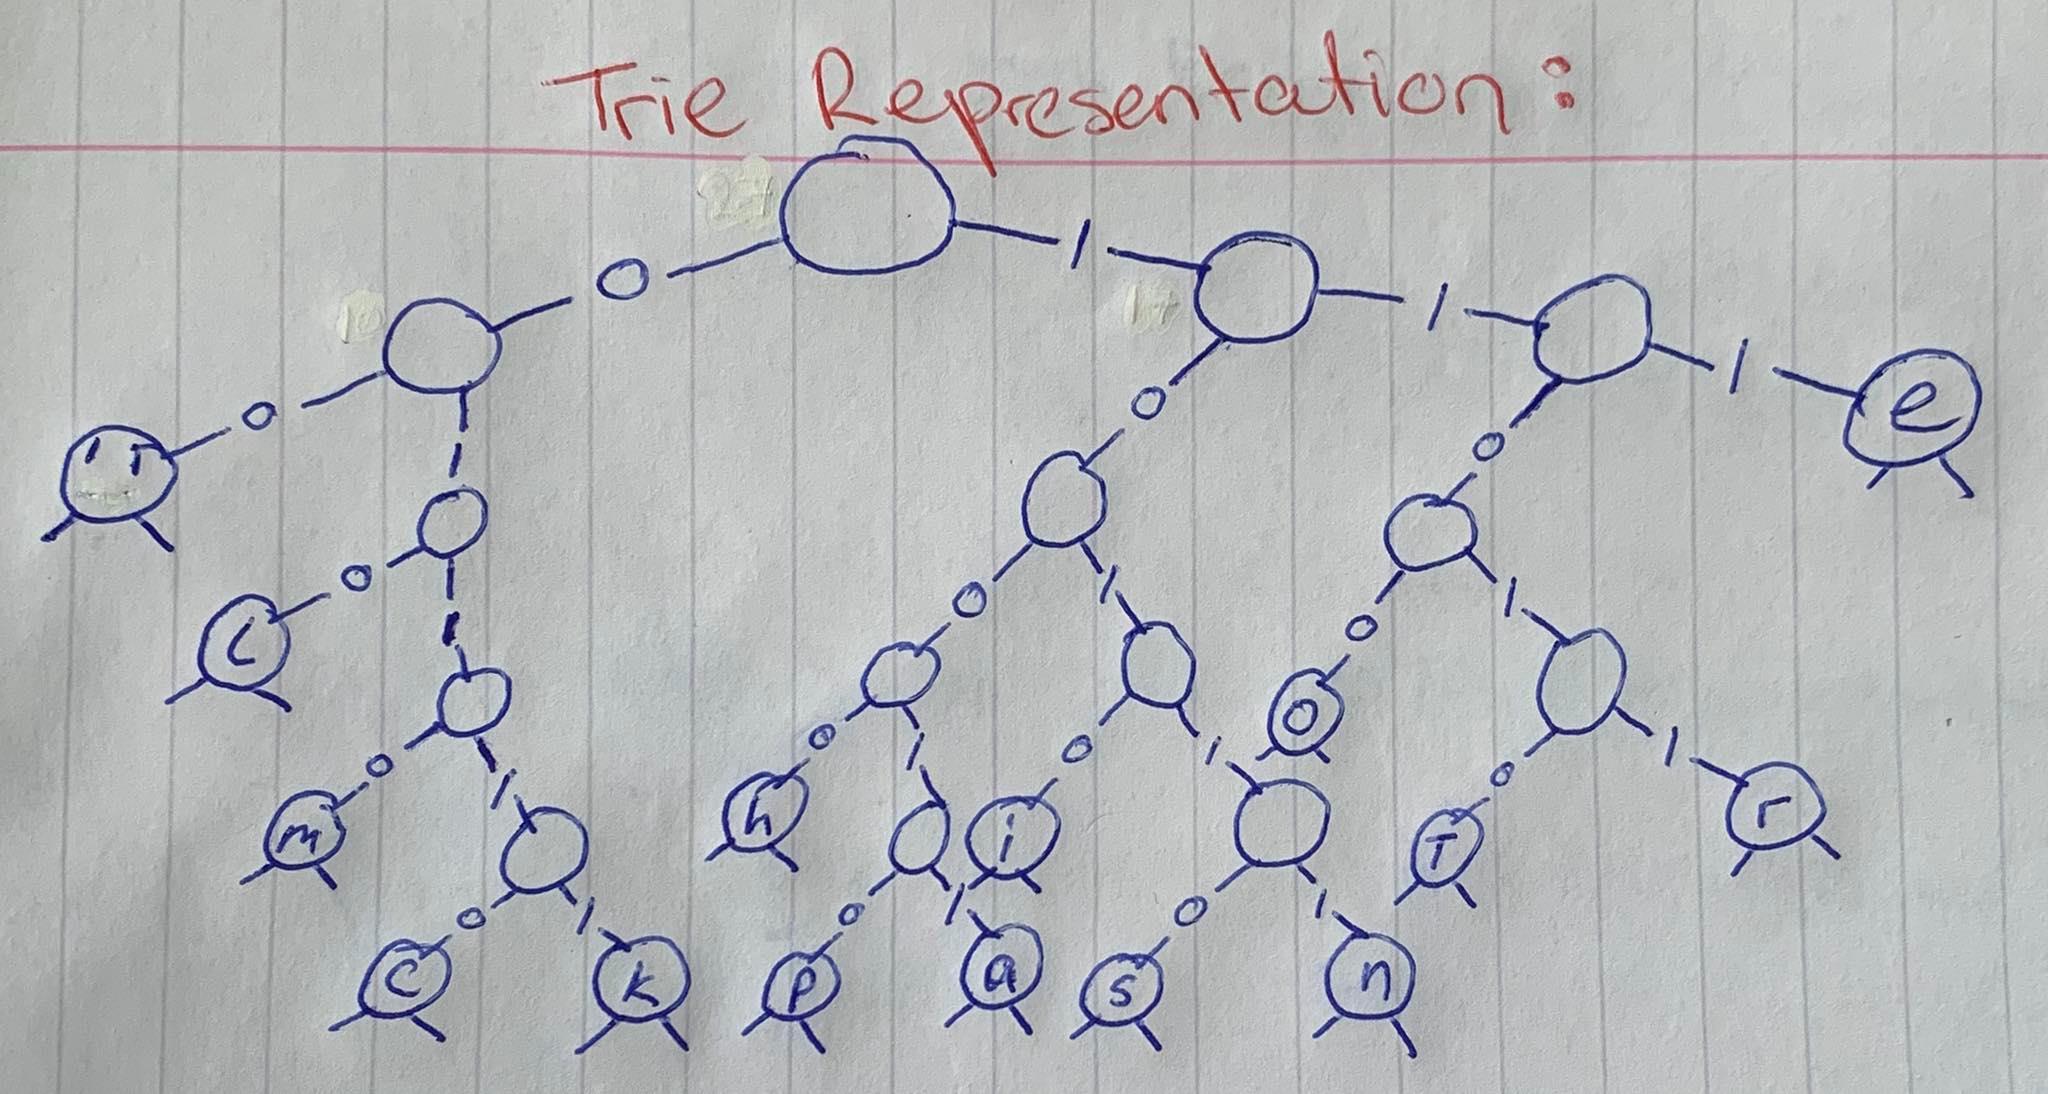 Trie Representation:
0 1
1
1
0 1 0 0 e
' '
0 1 0 1 0 1
l
0 1 0 1 o 0 1 0 1
m h i T r
0 1 0 1 0 1
c k p a s n